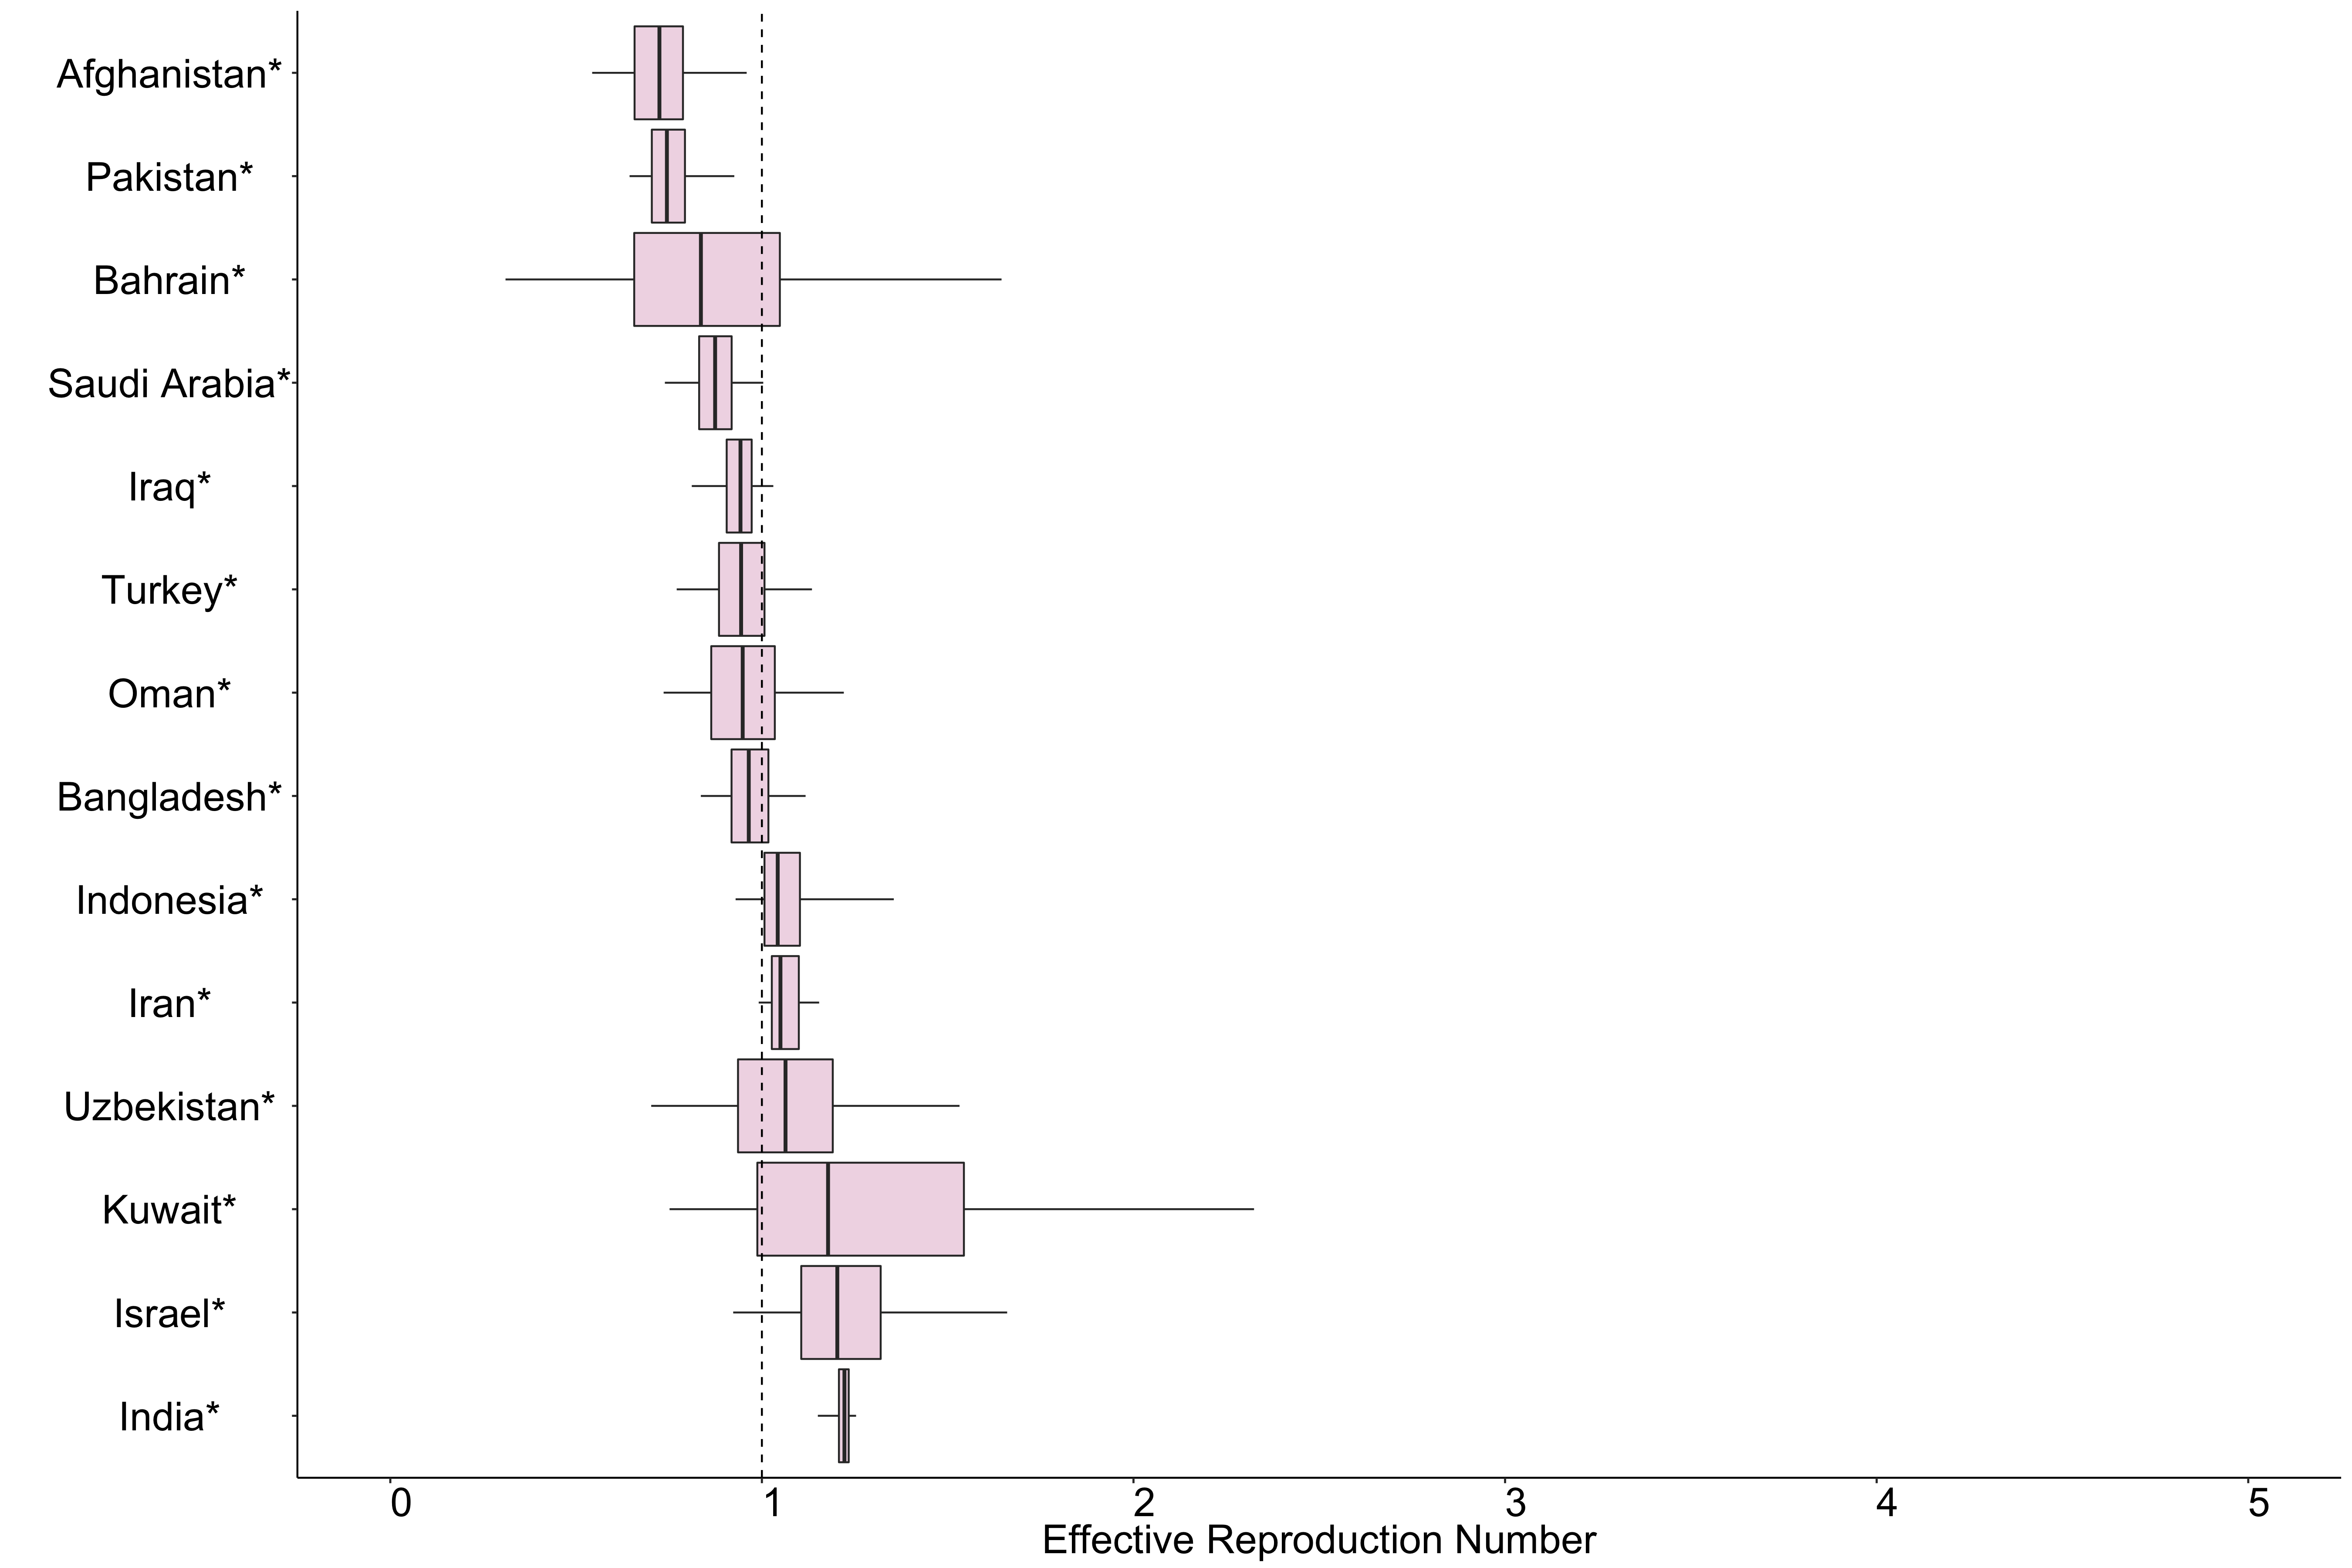 Afghanistan*
Pakistan*
Bahrain*
Saudi Arabia*
Iraq*
Turkey*
Oman*
Bangladesh*
Indonesia*
Iran*
Uzbekistan*
Kuwait*
Israel*
India*
0 1 2 3 4 5
Effective Reproduction Number